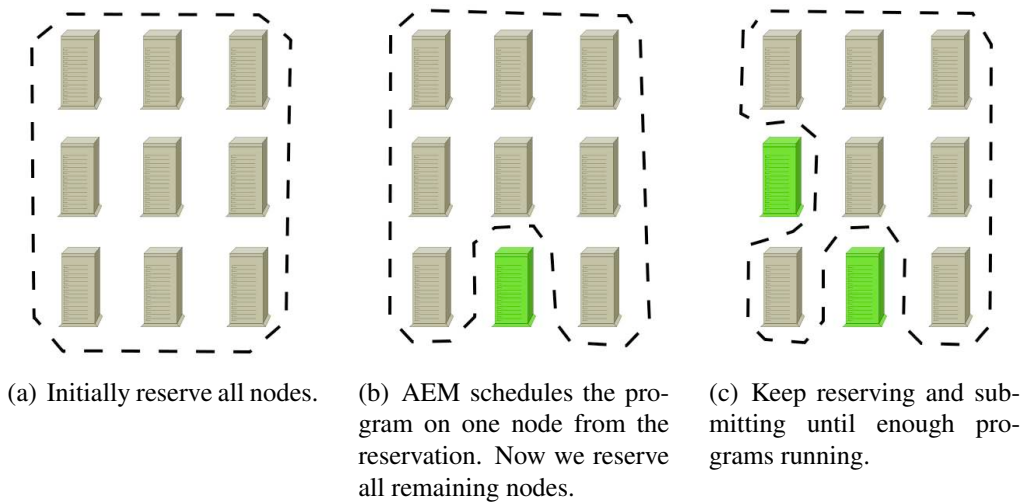 (a) Initially reserve all nodes.
(b) AEM schedules the pro-
gram on one node from the
reservation. Now we reserve
all remaining nodes.
(c) Keep reserving and sub-
mitting until enough pro-
grams running.